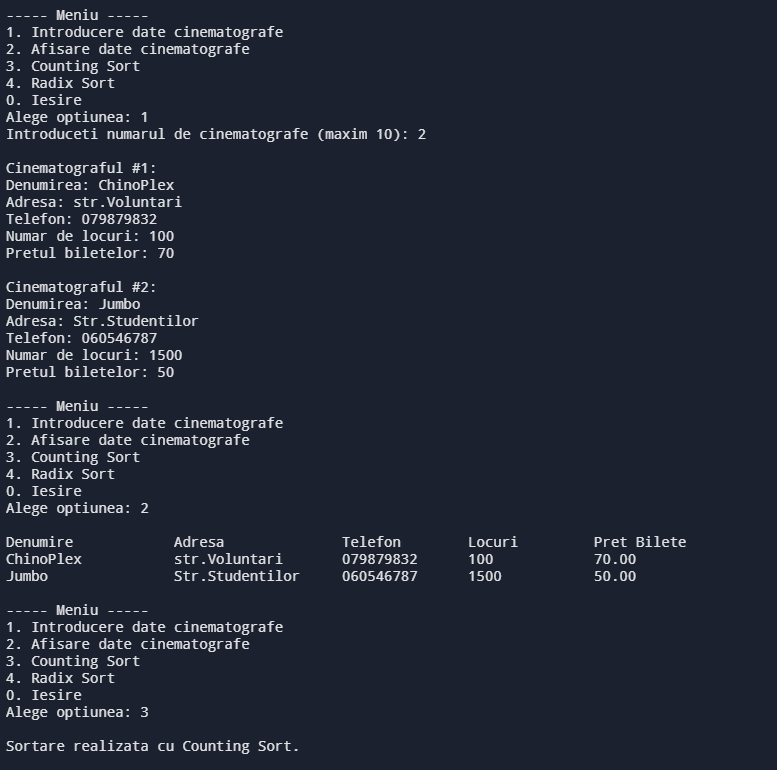 ----- Meniu -----
1. Introducere date cinematografe
2. Afisare date cinematografe
3. Counting Sort
4. Radix Sort
0. Iesire
Alege optiunea: 1
Introduceti numarul de cinematografe (maxim 10): 2
Cinematograful #1:
Denumirea: ChinoPlex
Adresa: str.Voluntari
Telefon: 079879832
Numar de locuri: 100
Pretul biletelor: 70
Cinematograful #2:
Denumirea: Jumbo
Adresa: Str.Studentilor
Telefon: 060546787
Numar de locuri: 1500
Pretul biletelor: 50
----- Meniu -----
1. Introducere date cinematografe
2. Afisare date cinematografe
3. Counting Sort
4. Radix Sort
0. Iesire
Alege optiunea: 2
Denumire Adresa Telefon Locuri Pret Bilete
ChinoPlex str.Voluntari 079879832 100 70.00
Jumbo Str.Studentilor 060546787 1500 50.00
----- Meniu -----
1. Introducere date cinematografe
2. Afisare date cinematografe
3. Counting Sort
4. Radix Sort
0. Iesire
Alege optiunea: 3
Sortare realizata cu Counting Sort.